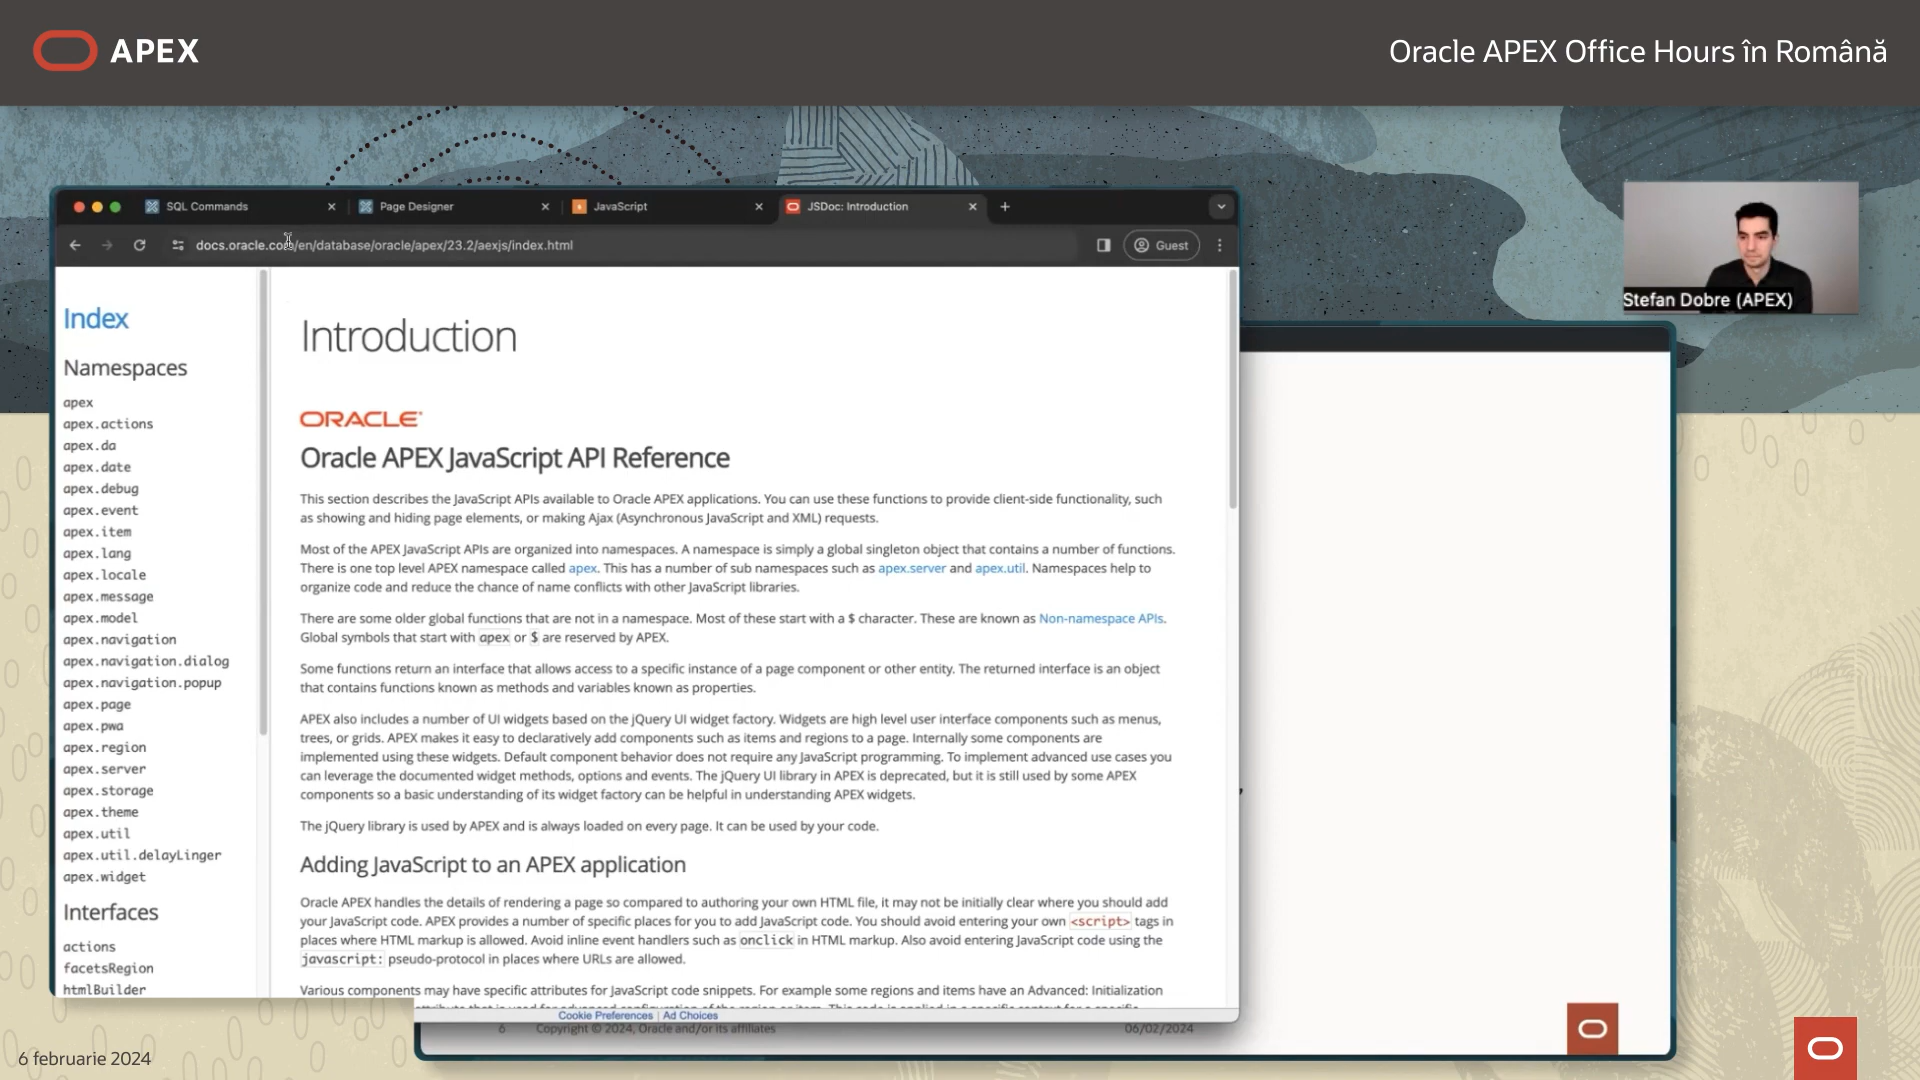 APEX
Oracle APEX Office Hours în Română
SQL Commands
Page Designer
JavaScript
JSDoc: Introduction
docs.oracle.com/en/database/oracle/apex/23.2/aexjs/index.html
Guest
Stefan Dobre (APEX)
Index
Namespaces
apex
apex.actions
apex.da
apex.date
apex.debug
apex.event
apex.item
apex.lang
apex.locale
apex.message
apex.model
apex.navigation
apex.navigation.dialog
apex.navigation.popup
apex.page
apex.pwa
apex.region
apex.server
apex.storage
apex.theme
apex.util
apex.util.delayLinger
apex.widget
Interfaces
actions
facetsRegion
htmlBuilder
Introduction
ORACLE
Oracle APEX JavaScript API Reference
This section describes the JavaScript APIs available to Oracle APEX applications. You can use these functions to provide client-side functionality, such
as showing and hiding page elements, or making Ajax (Asynchronous JavaScript and XML) requests.
Most of the APEX JavaScript APIs are organized into namespaces. A namespace is simply a global singleton object that contains a number of functions.
There is one top level APEX namespace called apex. This has a number of sub namespaces such as apex.server and apex.util. Namespaces help to
organize code and reduce the chance of name conflicts with other JavaScript libraries.
There are some older global functions that are not in a namespace. Most of these start with a $ character. These are known as Non-namespace APIs.
Global symbols that start with apex or $ are reserved by APEX.
Some functions return an interface that allows access to a specific instance of a page component or other entity. The returned interface is an object
that contains functions known as methods and variables known as properties.
APEX also includes a number of UI widgets based on the jQuery UI widget factory. Widgets are high level user interface components such as menus,
trees, or grids. APEX makes it easy to declaratively add components such as items and regions to a page. Internally some components are
implemented using these widgets. Default component behavior does not require any JavaScript programming. To implement advanced use cases you
can leverage the documented widget methods, options and events. The jQuery UI library in APEX is deprecated, but it is still used by some APEX
components so a basic understanding of its widget factory can be helpful in understanding APEX widgets.
The jQuery library is used by APEX and is always loaded on every page. It can be used by your code.
Adding JavaScript to an APEX application
Oracle APEX handles the details of rendering a page so compared to authoring your own HTML file, it may not be initially clear where you should add
your JavaScript code. APEX provides a number of specific places for you to add JavaScript code. You should avoid entering your own <script> tags in
places where HTML markup is allowed. Avoid inline event handlers such as onclick in HTML markup. Also avoid entering JavaScript code using the
javascript: pseudo-protocol in places where URLs are allowed.
Various components may have specific attributes for JavaScript code snippets. For example some regions and items have an Advanced: Initialization
Cookie Preferences | Ad Choices
6 Copyright © 2024, Oracle and/or its affiliates 06/02/2024
6 februarie 2024